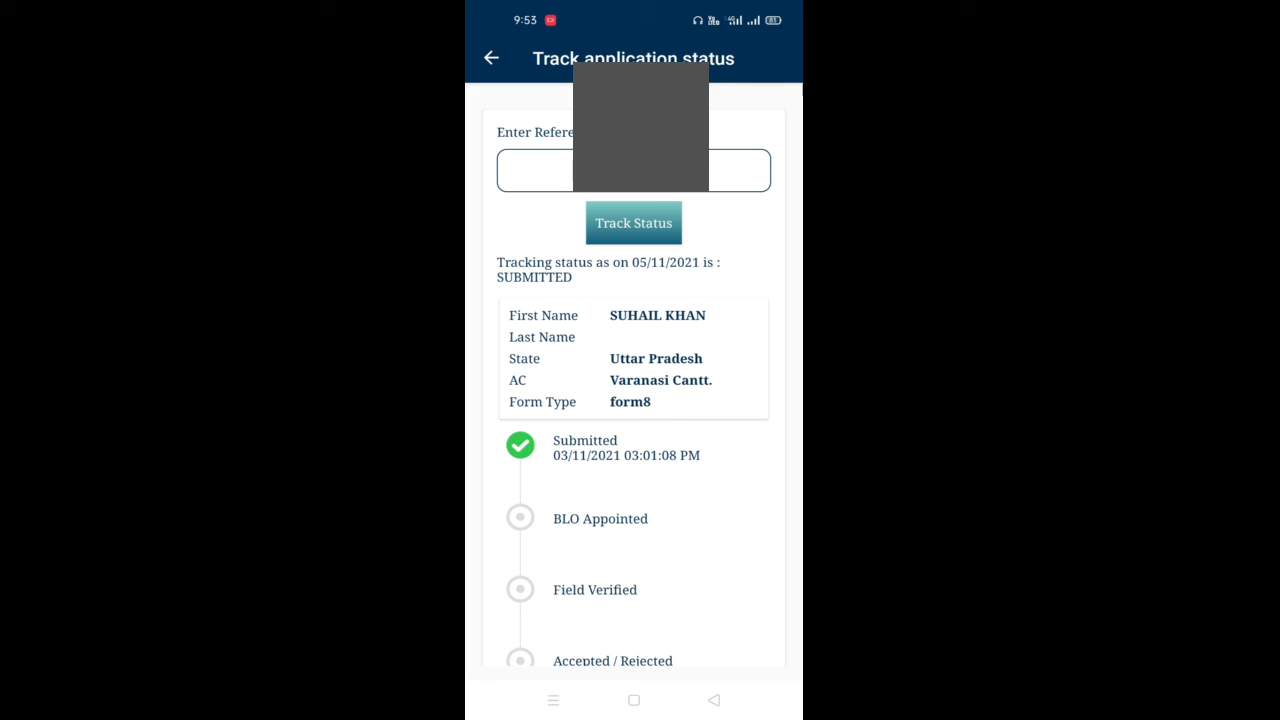 9:53
Track application status
Enter Refere
Track Status
Tracking status as on 05/11/2021 is :
SUBMITTED
First Name SUHAIL KHAN
Last Name
State Uttar Pradesh
AC Varanasi Cantt.
Form Type form8
Submitted
03/11/2021 03:01:08 PM
BLO Appointed
Field Verified
Accepted / Rejected